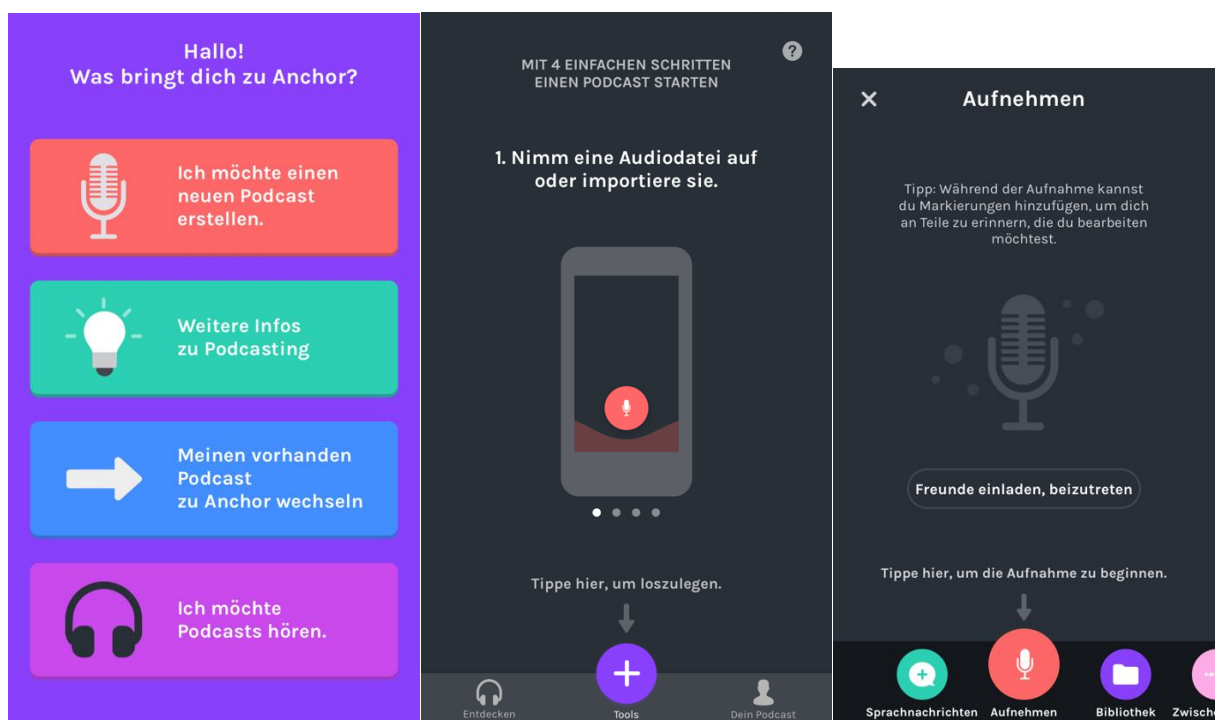 Hallo!
Was bringt dich zu Anchor?
Ich möchte einen
neuen Podcast
erstellen.
Weitere Infos
zu Podcasting
Meinen vorhanden
Podcast
zu Anchor wechseln
Ich möchte
Podcasts hören.
?
MIT 4 EINFACHEN SCHRITTEN
EINEN PODCAST STARTEN
1. Nimm eine Audiodatei auf
oder importiere sie.
Tippe hier, um loszulegen.
Entdecken
Tools
Dein Podcast
Aufnehmen
Tipp: Während der Aufnahme kannst
du Markierungen hinzufügen, um dich
an Teile zu erinnern, die du bearbeiten
möchtest.
Freunde einladen, beizutreten
Tippe hier, um die Aufnahme zu beginnen.
Sprachnachrichten
Aufnehmen
Bibliothek
Zwische